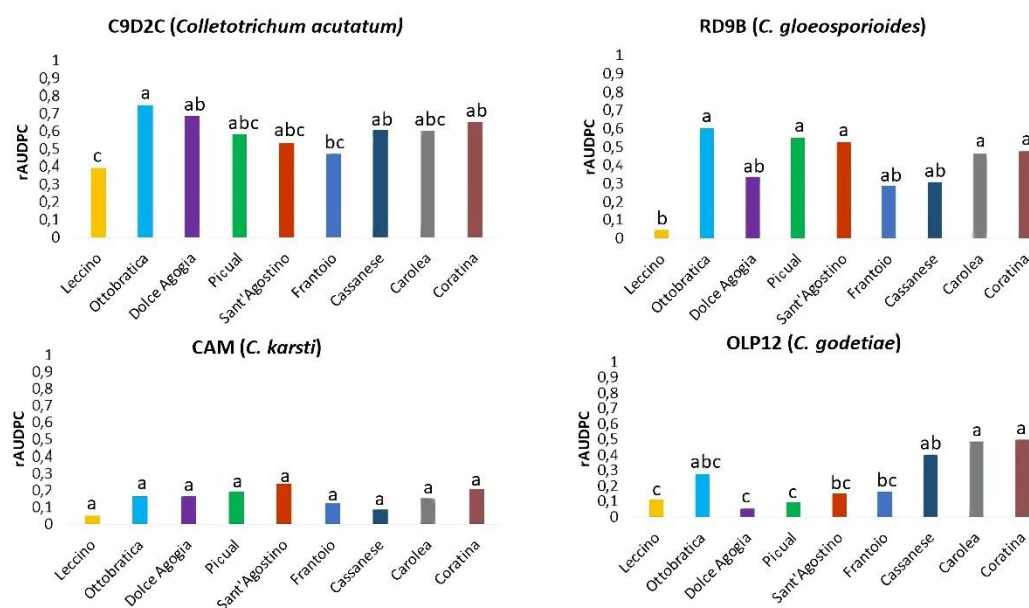 C9D2C (Colletotrichum acutatum)
rAUDPC
1
0,9
0,8
0,7
0,6
0,5
0,4
0,3
0,2
0,1
0
c
a
ab
abc
abc
bc
ab
abc
ab
Leccino
Ottobratica
Dolce Agogia
Picual
Sant'Agostino
Frantoio
Cassanese
Carolea
Coratina
RD9B (C. gloeosporioides)
rAUDPC
1
0,9
0,8
0,7
0,6
0,5
0,4
0,3
0,2
0,1
0
b
a
ab
a
a
ab
ab
a
a
Leccino
Ottobratica
Dolce Agogia
Picual
Sant'Agostino
Frantoio
Cassanese
Carolea
Coratina
CAM (C. karsti)
rAUDPC
1
0,9
0,8
0,7
0,6
0,5
0,4
0,3
0,2
0,1
0
a
a
a
a
a
a
a
a
a
Leccino
Ottobratica
Dolce Agogia
Picual
Sant'Agostino
Frantoio
Cassanese
Carolea
Coratina
OLP12 (C. godetiae)
rAUDPC
1
0,9
0,8
0,7
0,6
0,5
0,4
0,3
0,2
0,1
0
c
abc
c
c
bc
bc
ab
a
a
Leccino
Ottobratica
Dolce Agogia
Picual
Sant'Agostino
Frantoio
Cassanese
Carolea
Coratina